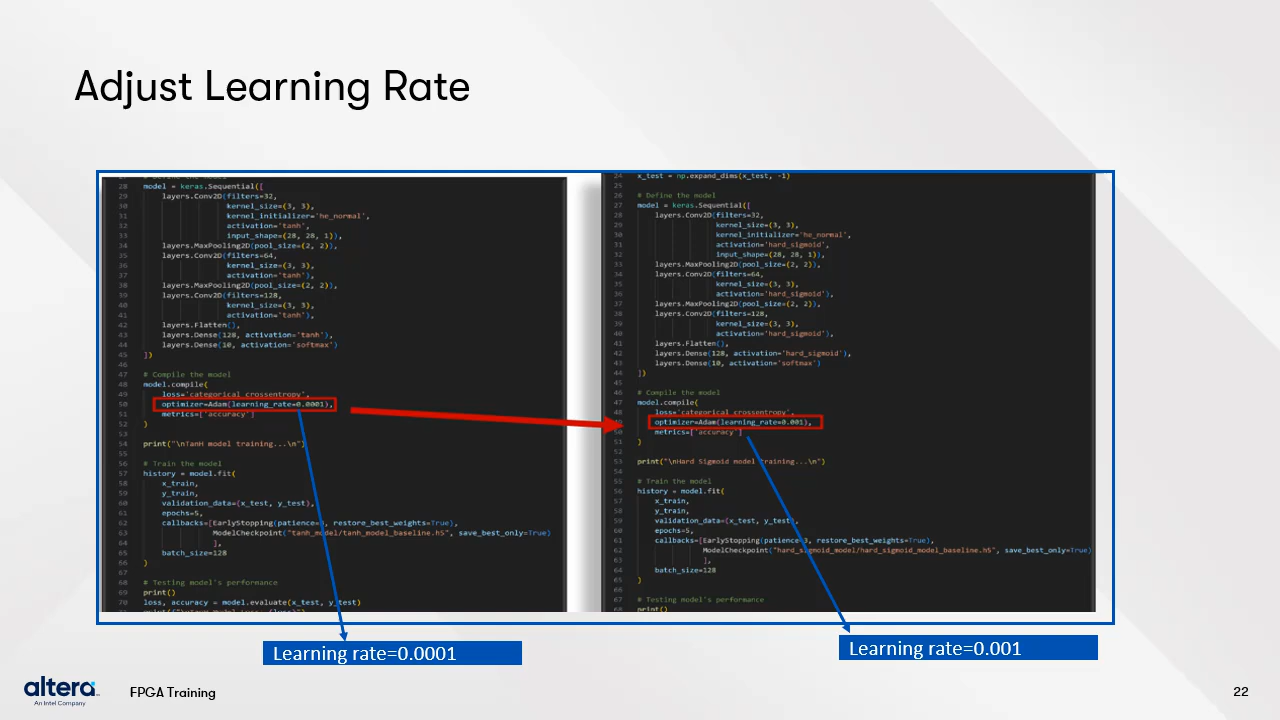 Adjust Learning Rate
28 model = keras.Sequential([
29 layers.Conv2D(filters=32,
30 kernel_size=(3, 3),
31 kernel_initializer='he_normal',
32 activation='tanh',
33 input_shape=(28, 28, 1)),
34 layers.MaxPooling2D(pool_size=(2, 2)),
35 layers.Conv2D(filters=64,
36 kernel_size=(3, 3),
37 activation='tanh'),
38 layers.MaxPooling2D(pool_size=(2, 2)),
39 layers.Conv2D(filters=128,
40 kernel_size=(3, 3),
41 activation='tanh'),
42 layers.Flatten(),
43 layers.Dense(128, activation='tanh'),
44 layers.Dense(10, activation='softmax')
45 ])
46
47 # Compile the model
48 model.compile(
49 loss='categorical_crossentropy',
50 optimizer=Adam(learning_rate=0.0001),
51 metrics=['accuracy']
52 )
53
54 print("\nTanH model training...\n")
55
56 # Train the model
57 history = model.fit(
58 x_train,
59 y_train,
60 validation_data=(x_test, y_test),
61 epochs=5,
62 callbacks=[EarlyStopping(patience=3, restore_best_weights=True),
63 ModelCheckpoint("tanh_model/tanh_model_baseline.h5", save_best_only=True)
64 ],
65 batch_size=128
66 )
67
68 # Testing model's performance
69 print()
70 loss, accuracy = model.evaluate(x_test, y_test)
24 x_test = np.expand_dims(x_test, -1)
25
26 # Define the model
27 model = keras.Sequential([
28 layers.Conv2D(filters=32,
29 kernel_size=(3, 3),
30 kernel_initializer='he_normal',
31 activation='hard_sigmoid',
32 input_shape=(28, 28, 1)),
33 layers.MaxPooling2D(pool_size=(2, 2)),
34 layers.Conv2D(filters=64,
35 kernel_size=(3, 3),
36 activation='hard_sigmoid'),
37 layers.MaxPooling2D(pool_size=(2, 2)),
38 layers.Conv2D(filters=128,
39 kernel_size=(3, 3),
40 activation='hard_sigmoid'),
41 layers.Flatten(),
42 layers.Dense(128, activation='hard_sigmoid'),
43 layers.Dense(10, activation='softmax')
44 ])
45
46 # Compile the model
47 model.compile(
48 loss='categorical_crossentropy',
49 optimizer=Adam(learning_rate=0.001),
50 metrics=['accuracy']
51 )
52
53 print("\nHard Sigmoid model training...\n")
54
55 # Train the model
56 history = model.fit(
57 x_train,
58 y_train,
59 validation_data=(x_test, y_test),
60 epochs=5,
61 callbacks=[EarlyStopping(patience=3, restore_best_weights=True),
62 ModelCheckpoint("hard_sigmoid_model/hard_sigmoid_model_baseline.h5", save_best_only=True)
63 ],
64 batch_size=128
65 )
66
67 # Testing model's performance
68 print()
Learning rate=0.0001
Learning rate=0.001
altera
An Intel Company
FPGA Training
22